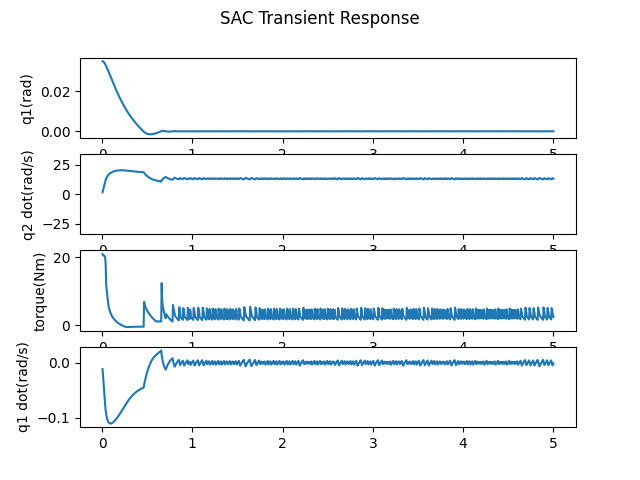 SAC Transient Response
q1(rad)
0.02
0.00
0 1 2 3 4 5
q2 dot(rad/s)
25
0
−25
0 1 2 3 4 5
torque(Nm)
20
0
0 1 2 3 4 5
q1 dot(rad/s)
0.0
−0.1
0 1 2 3 4 5